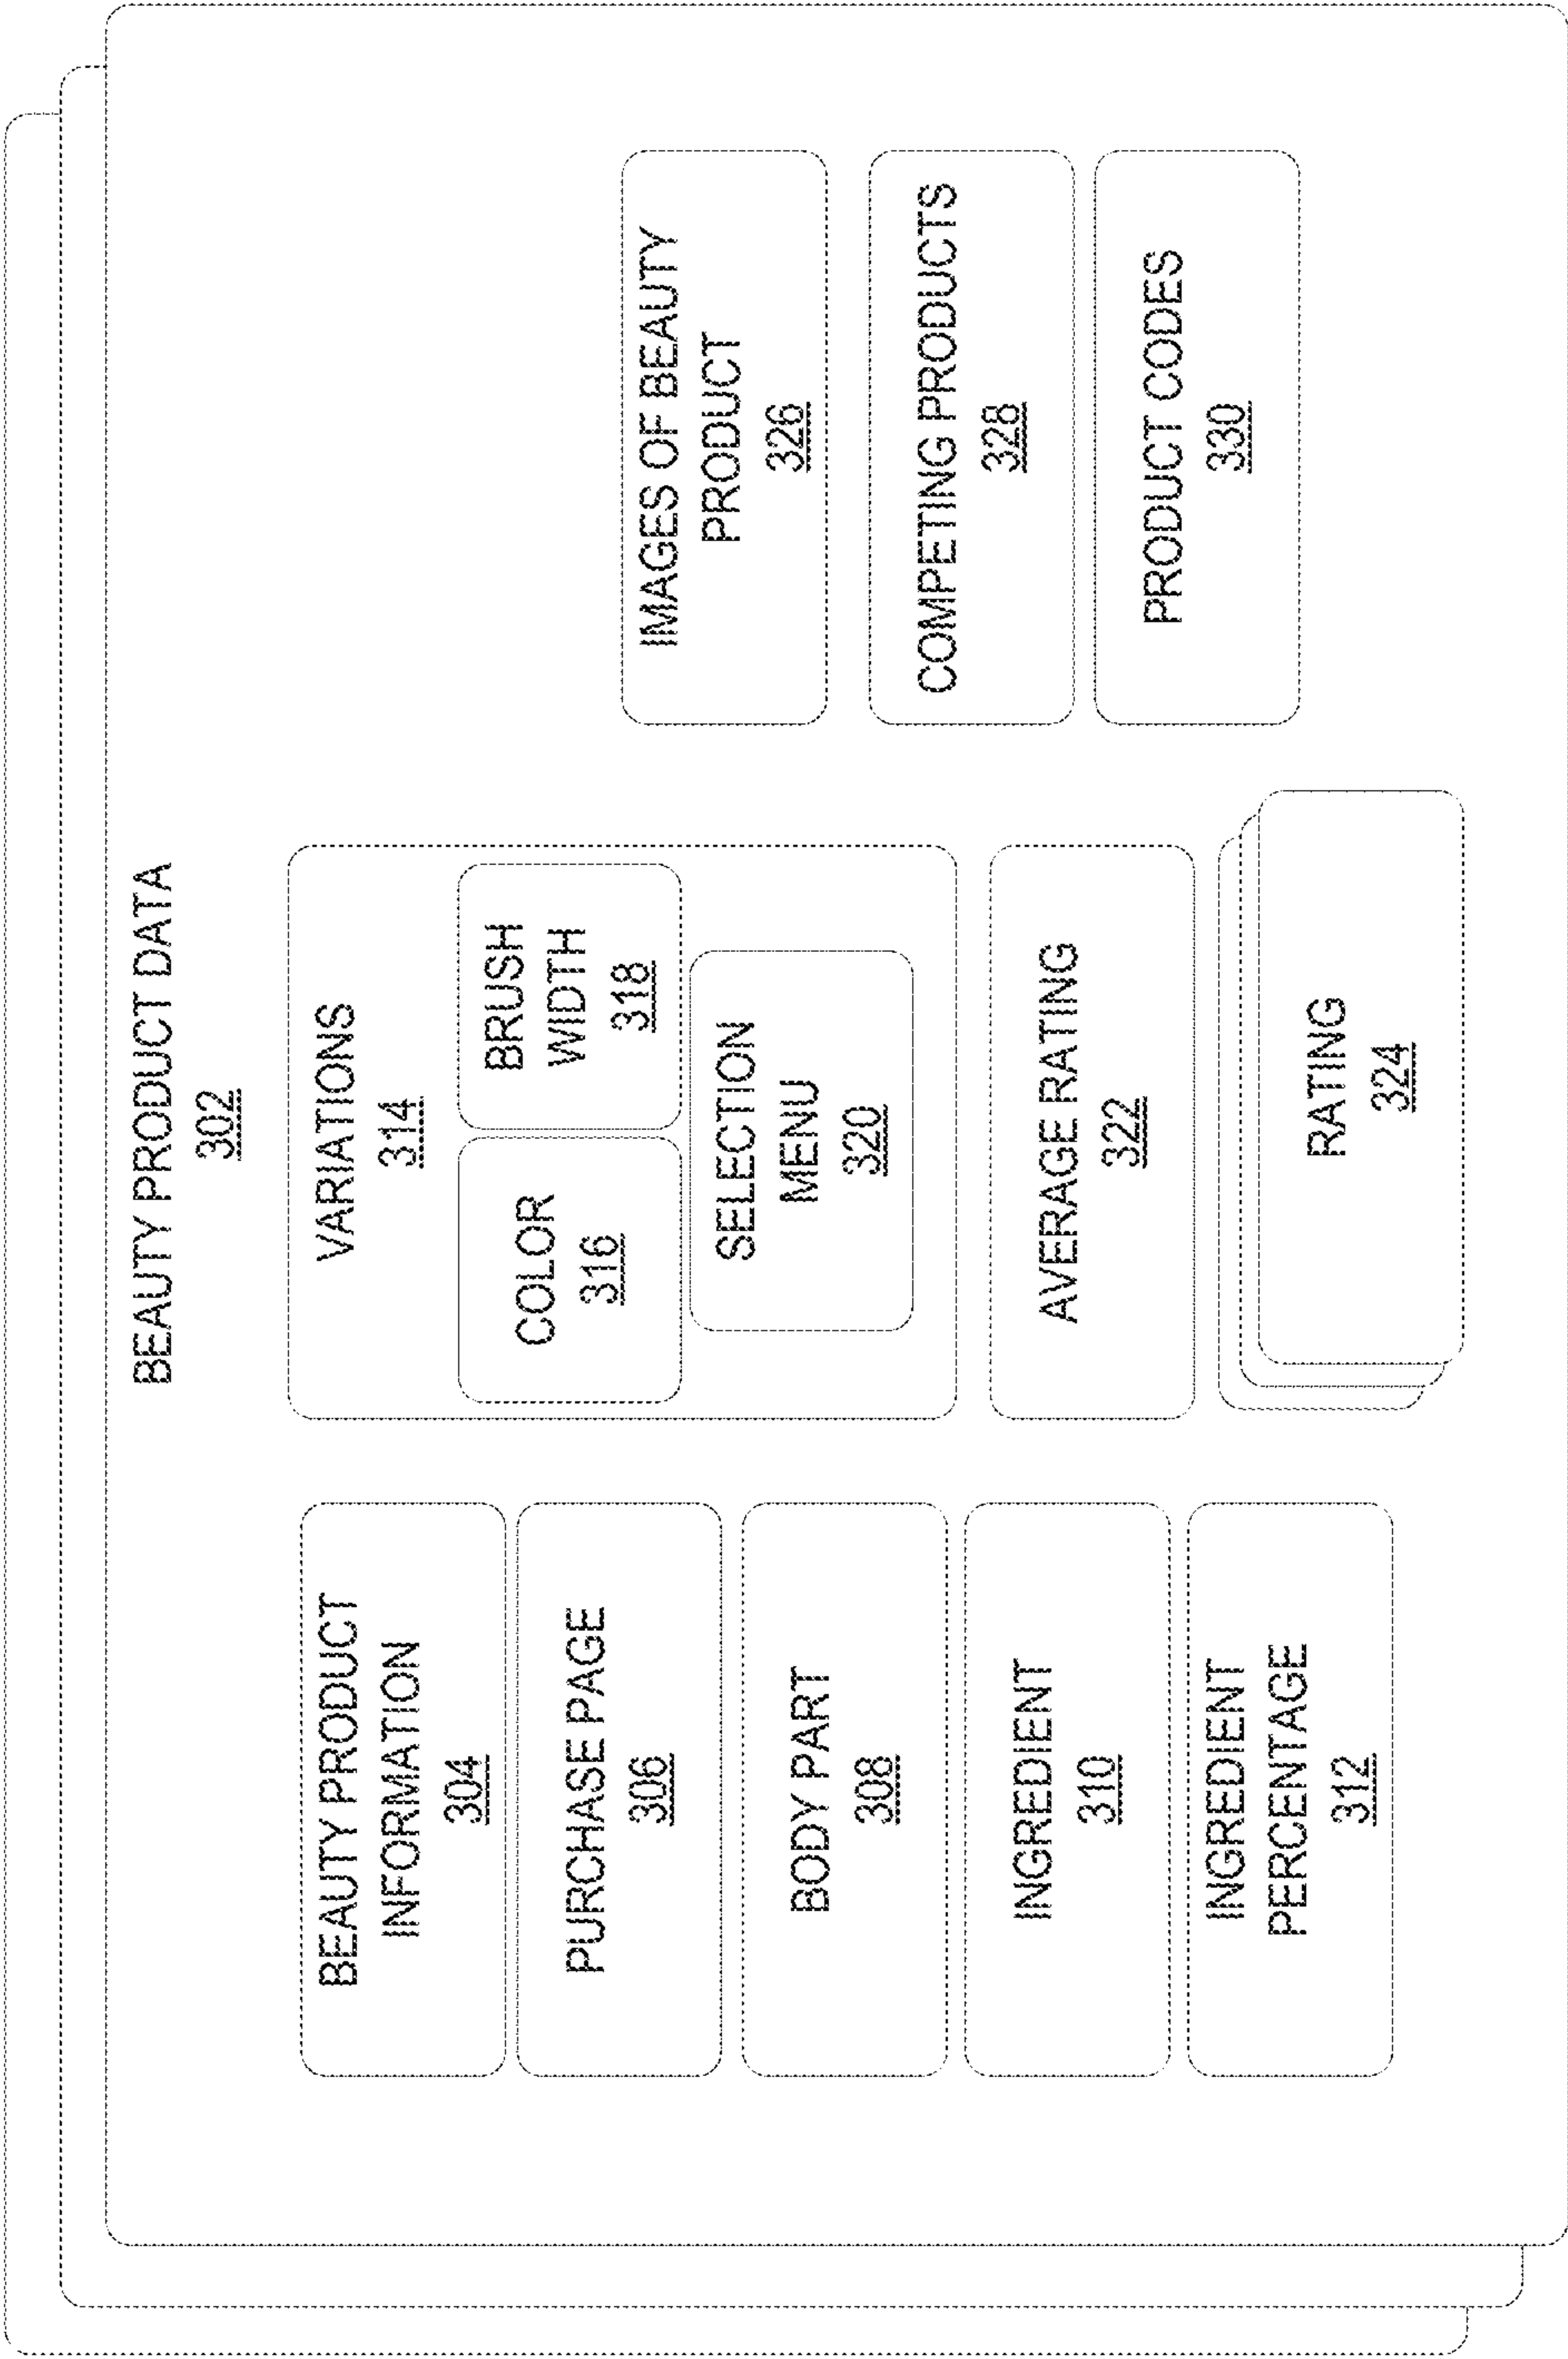 BEAUTY PRODUCT DATA
302
BEAUTY PRODUCT
INFORMATION
304
PURCHASE PAGE
306
BODY PART
308
INGREDIENT
310
INGREDIENT
PERCENTAGE
312
VARIATIONS
314
COLOR
316
BRUSH
WIDTH
318
SELECTION
MENU
320
AVERAGE RATING
322
RATING
324
IMAGES OF BEAUTY
PRODUCT
326
COMPETING PRODUCTS
328
PRODUCT CODES
330